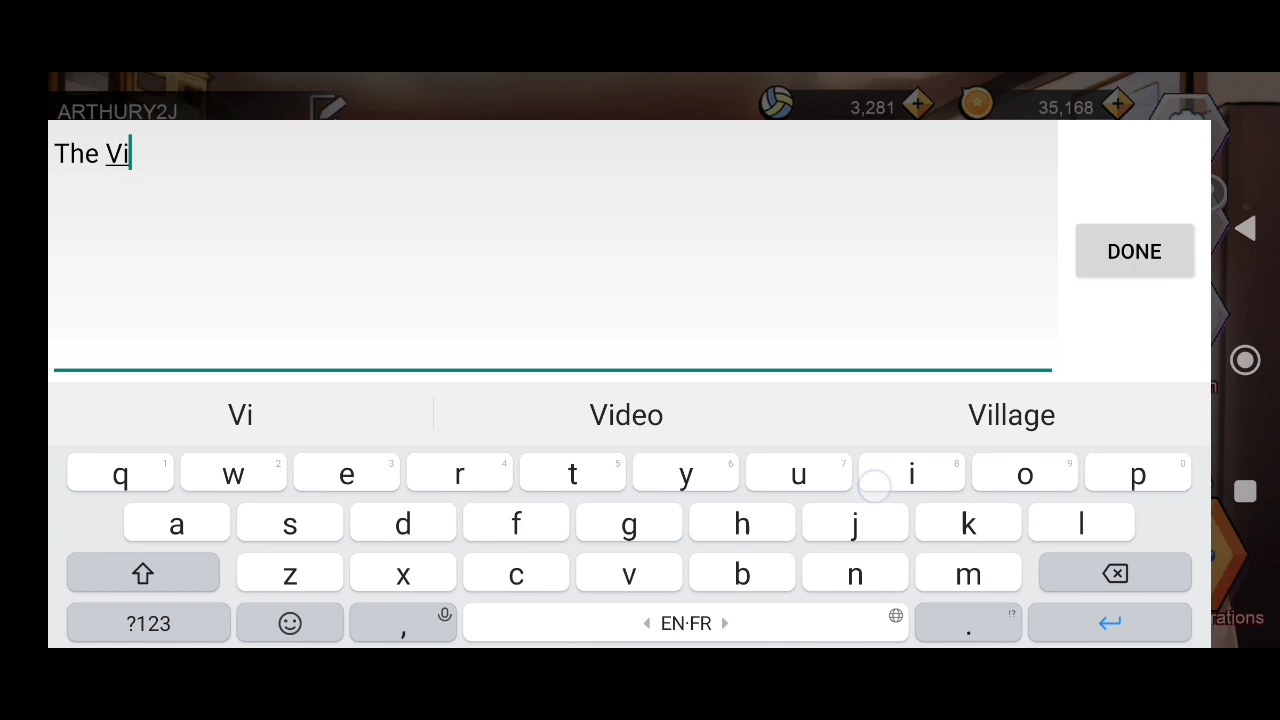 ARTHURY2J
3,281
35,168
The Vi
DONE
Vi Video Village
q 1 w 2 e 3 r 4 t 5 y 6 u 7 i 8 o 9 p 0
a s d f g h j k l
z x c v b n m
?123 , EN·FR . !?
rations